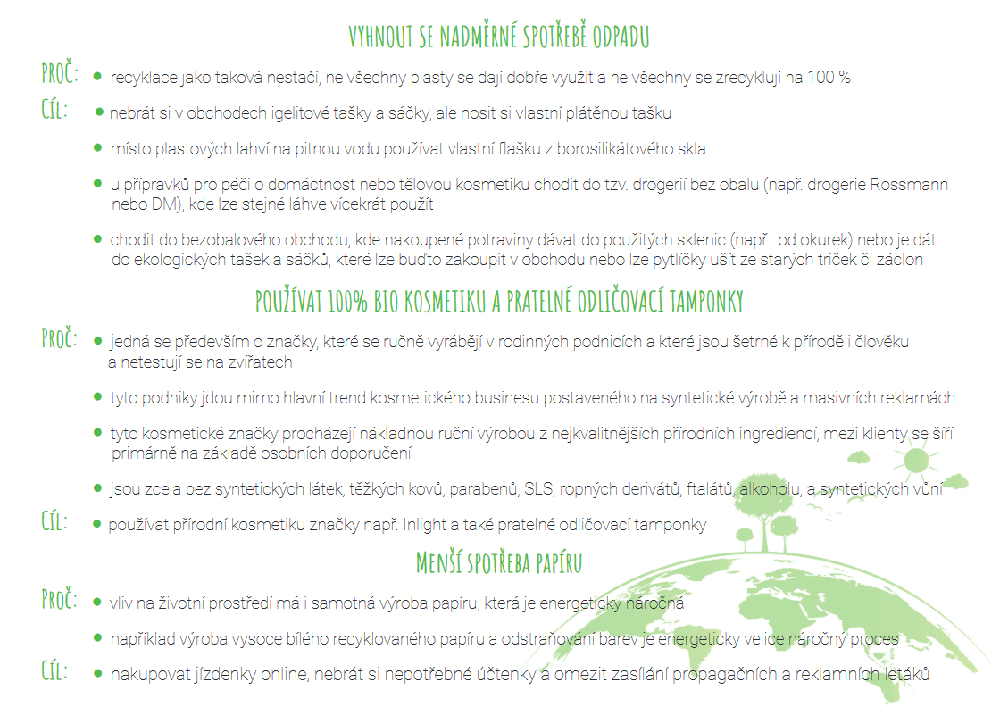 VYHNOUT SE NADMĚRNÉ SPOTŘEBĚ ODPADU
PROČ: • recyklace jako taková nestačí, ne všechny plasty se dají dobře využít a ne všechny se zrecyklují na 100 %
CÍL: • nebrát si v obchodech igelitové tašky a sáčky, ale nosit si vlastní plátěnou tašku
• místo plastových lahví na pitnou vodu používat vlastní flašku z borosilikátového skla
• u přípravků pro péči o domáctnost nebo tělovou kosmetiku chodit do tzv. drogerií bez obalu (např. drogerie Rossmann
nebo DM), kde lze stejné láhve vícekrát použít
• chodit do bezobalového obchodu, kde nakoupené potraviny dávat do použitých sklenic (např. od okurek) nebo je dát
do ekologických tašek a sáčků, které lze buďto zakoupit v obchodu nebo lze pytlíčky ušít ze starých triček či záclon
POUŽÍVAT 100% BIO KOSMETIKU A PRATELNÉ ODLIČOVACÍ TAMPONKY
PROČ: • jedná se především o značky, které se ručně vyrábějí v rodinných podnicích a které jsou šetrné k přírodě i člověku
a netestují se na zvířatech
• tyto podniky jdou mimo hlavní trend kosmetického businesu postaveného na syntetické výrobě a masivních reklamách
• tyto kosmetické značky procházejí nákladnou ruční výrobou z nejkvalitnějších přírodních ingrediencí, mezi klienty se šíří
primárně na základě osobních doporučení
• jsou zcela bez syntetických látek, těžkých kovů, parabenů, SLS, ropných derivátů, ftalátů, alkoholu, a syntetických vůní
CÍL: • používat přírodní kosmetiku značky např. Inlight a také pratelné odličovací tamponky
MENŠÍ SPOTŘEBA PAPÍRU
PROČ: • vliv na životní prostředí má i samotná výroba papíru, která je energeticky náročná
• například výroba vysoce bílého recyklovaného papíru a odstraňování barev je energeticky velice náročný proces
CÍL: • nakupovat jízdenky online, nebrát si nepotřebné účtenky a omezit zasílání propagačních a reklamních letáků